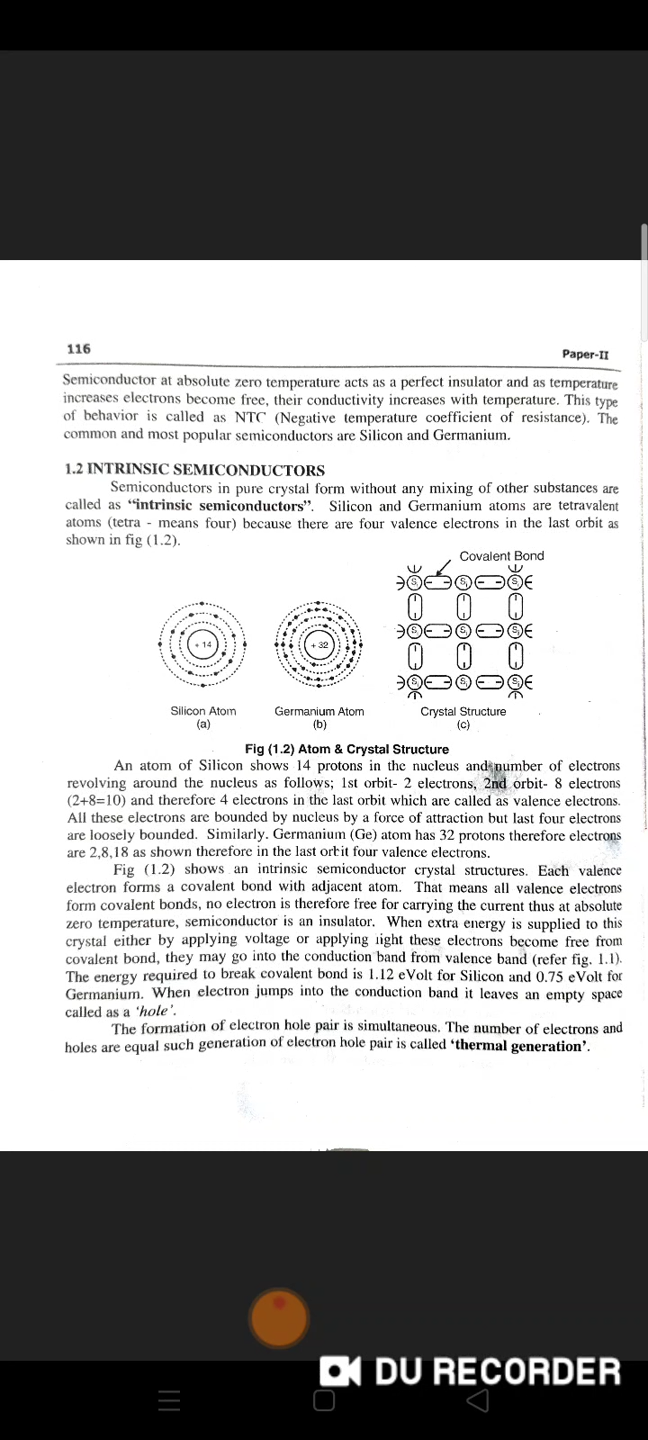 116
Paper-II
Semiconductor at absolute zero temperature acts as a perfect insulator and as temperature
increases electrons become free, their conductivity increases with temperature. This type
of behavior is called as NTC (Negative temperature coefficient of resistance). The
common and most popular semiconductors are Silicon and Germanium.
1.2 INTRINSIC SEMICONDUCTORS
Semiconductors in pure crystal form without any mixing of other substances are
called as “intrinsic semiconductors”. Silicon and Germanium atoms are tetravalent
atoms (tetra - means four) because there are four valence electrons in the last orbit as
shown in fig (1.2).
Covalent Bond
Si Si Si
+ 14
+ 32
Si Si Si
Si Si Si
Silicon Atom
(a)
Germanium Atom
(b)
Crystal Structure
(c)
Fig (1.2) Atom & Crystal Structure
An atom of Silicon shows 14 protons in the nucleus and number of electrons
revolving around the nucleus as follows; 1st orbit- 2 electrons, 2nd orbit- 8 electrons
(2+8=10) and therefore 4 electrons in the last orbit which are called as valence electrons.
All these electrons are bounded by nucleus by a force of attraction but last four electrons
are loosely bounded. Similarly. Germanium (Ge) atom has 32 protons therefore electrons
are 2,8,18 as shown therefore in the last orbit four valence electrons.
Fig (1.2) shows an intrinsic semiconductor crystal structures. Each valence
electron forms a covalent bond with adjacent atom. That means all valence electrons
form covalent bonds, no electron is therefore free for carrying the current thus at absolute
zero temperature, semiconductor is an insulator. When extra energy is supplied to this
crystal either by applying voltage or applying light these electrons become free from
covalent bond, they may go into the conduction band from valence band (refer fig. 1.1).
The energy required to break covalent bond is 1.12 eVolt for Silicon and 0.75 eVolt for
Germanium. When electron jumps into the conduction band it leaves an empty space
called as a ‘hole’.
The formation of electron hole pair is simultaneous. The number of electrons and
holes are equal such generation of electron hole pair is called ‘thermal generation’.
DU RECORDER